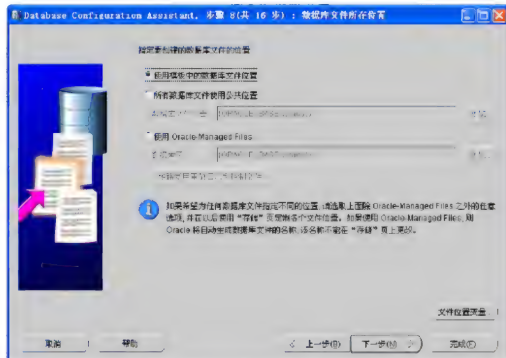 Database Configuration Assistant, 步骤 8(共 16 步) : 数据库文件所在位置
指定要创建的数据库文件的位置
使用模板中的数据库文件位置
所有数据库文件使用公共位置
使用 Oracle-Managed Files
如果希望为任何数据库文件指定不同的位置, 请选取上面除 Oracle-Managed Files 之外的任意
选项, 并在以后使用 "存储" 页定制各个文件位置。如果使用 Oracle-Managed Files, 则
Oracle 将自动生成数据库文件的名称, 该名称不能在 "存储" 页上更改。
文件位置变量
取消
帮助
上一步(B)
下一步(N)
完成(F)